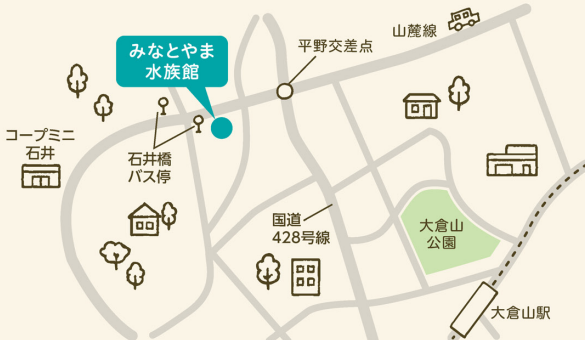 みなとやま
水族館
平野交差点
山麓線
コープミニ
石井
石井橋
バス停
国道
428号線
大倉山
公園
大倉山駅